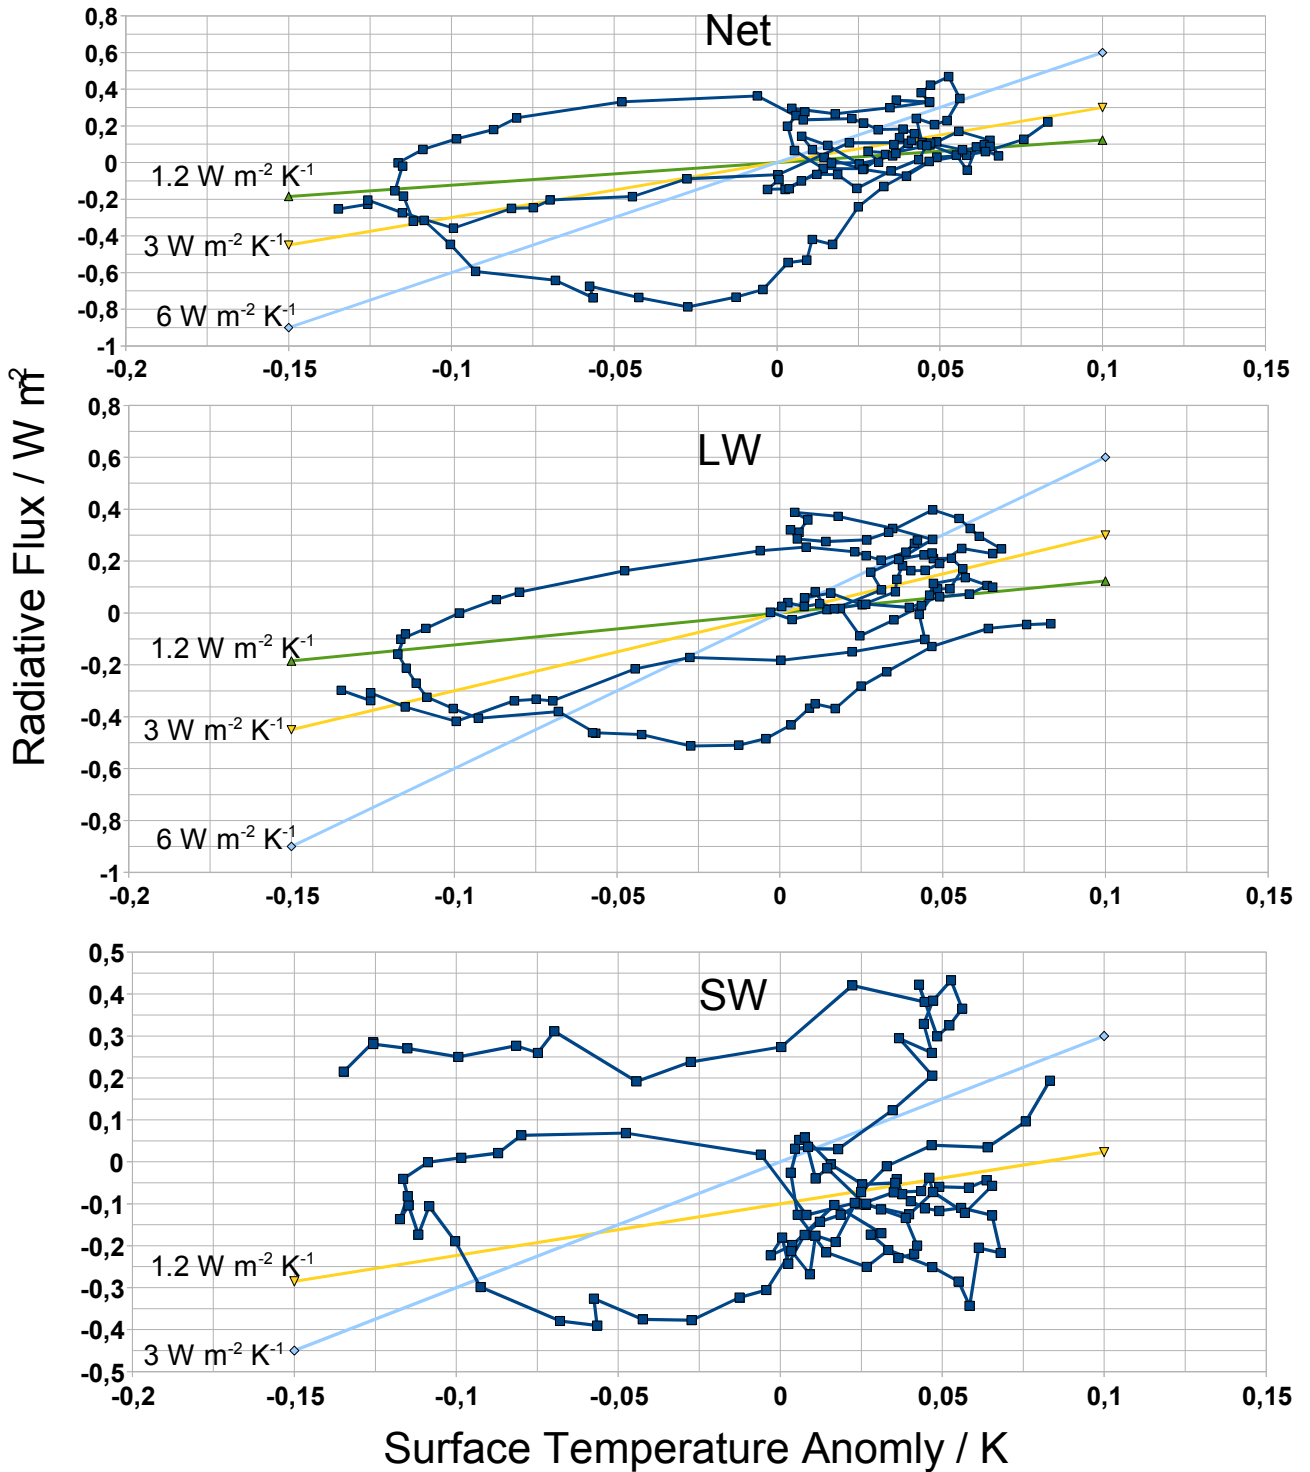 Net
0,8
0,6
0,4
0,2
0
-0,2
-0,4
-0,6
-0,8
-1
1.2 W m-2 K-1
3 W m-2 K-1
6 W m-2 K-1
-0,2 -0,15 -0,1 -0,05 0 0,05 0,1 0,15
Radiative Flux / W m-2
LW
0,8
0,6
0,4
0,2
0
-0,2
-0,4
-0,6
-0,8
-1
1.2 W m-2 K-1
3 W m-2 K-1
6 W m-2 K-1
-0,2 -0,15 -0,1 -0,05 0 0,05 0,1 0,15
SW
0,5
0,4
0,3
0,2
0,1
0
-0,1
-0,2
-0,3
-0,4
-0,5
1.2 W m-2 K-1
3 W m-2 K-1
-0,2 -0,15 -0,1 -0,05 0 0,05 0,1 0,15
Surface Temperature Anomly / K